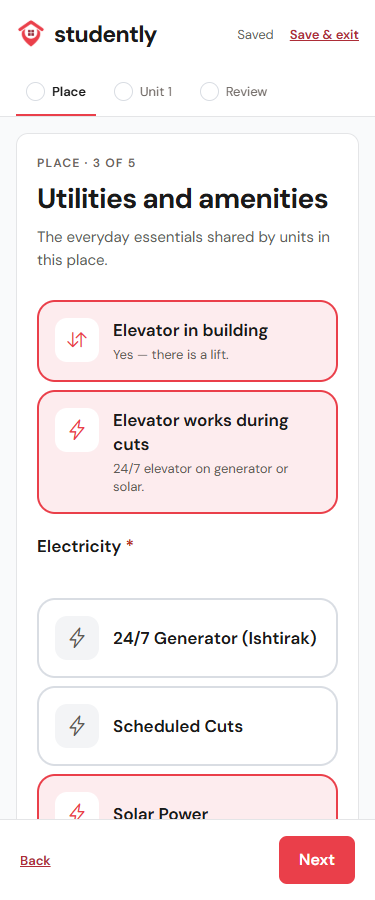 studently
Saved
Save & exit
Place
Unit 1
Review
PLACE · 3 OF 5
Utilities and amenities
The everyday essentials shared by units in
this place.
Elevator in building
Yes — there is a lift.
Elevator works during
cuts
24/7 elevator on generator or
solar.
Electricity *
24/7 Generator (Ishtirak)
Scheduled Cuts
Solar Power
Back
Next